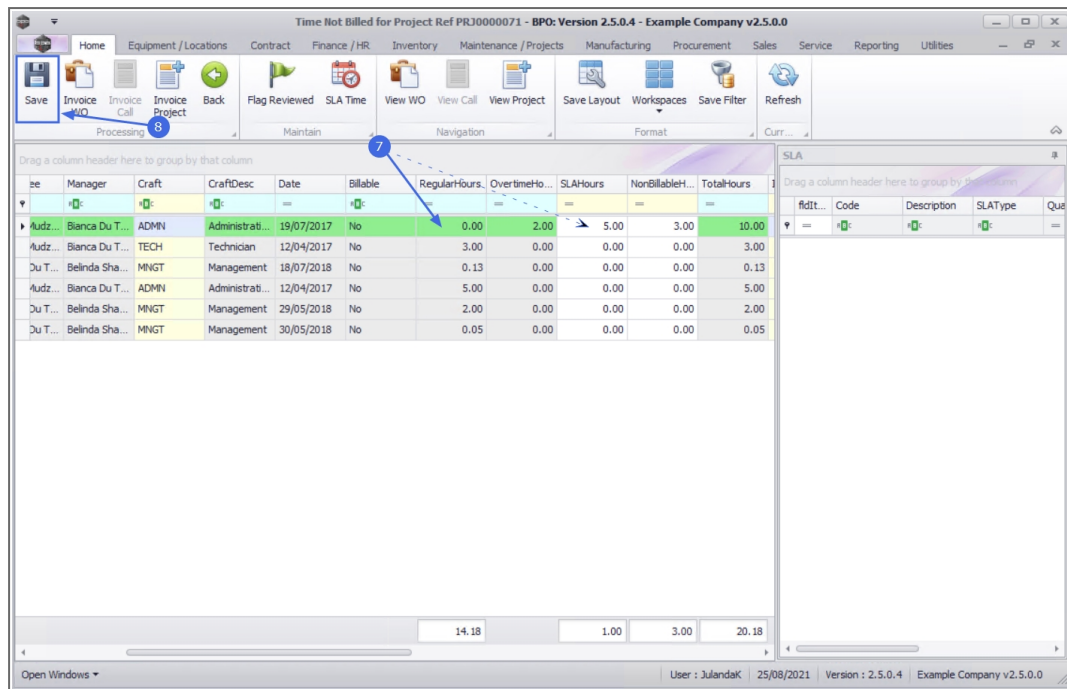 Time Not Billed for Project Ref PRJ0000071 - BPO: Version 2.5.0.4 - Example Company v2.5.0.0
Home Equipment / Locations Contract Finance / HR Inventory Maintenance / Projects Manufacturing Procurement Sales Service Reporting Utilities
Save Invoice WO Invoice Call Invoice Project Back Flag Reviewed SLA Time View WO View Call View Project Save Layout Workspaces Save Filter Refresh
Processing Maintain Navigation Format Curr...
8
7
Drag a column header here to group by that column
ee Manager Craft CraftDesc Date Billable RegularHours... OvertimeHo... SLAHours NonBillableH... TotalHours
Mudz... Bianca Du T... ADMN Administrati... 19/07/2017 No 0.00 2.00 5.00 3.00 10.00
Mudz... Bianca Du T... TECH Technician 12/04/2017 No 3.00 0.00 0.00 0.00 3.00
Du T... Belinda Sha... MNGT Management 18/07/2018 No 0.13 0.00 0.00 0.00 0.13
Mudz... Bianca Du T... ADMN Administrati... 12/04/2017 No 5.00 0.00 0.00 0.00 5.00
Du T... Belinda Sha... MNGT Management 29/05/2018 No 2.00 0.00 0.00 0.00 2.00
Du T... Belinda Sha... MNGT Management 30/05/2018 No 0.05 0.00 0.00 0.00 0.05
14.18 1.00 3.00 20.18
SLA
Drag a column header here to group by that column
fldIt... Code Description SLAType Qua
Open Windows User : JulandaK 25/08/2021 Version : 2.5.0.4 Example Company v2.5.0.0